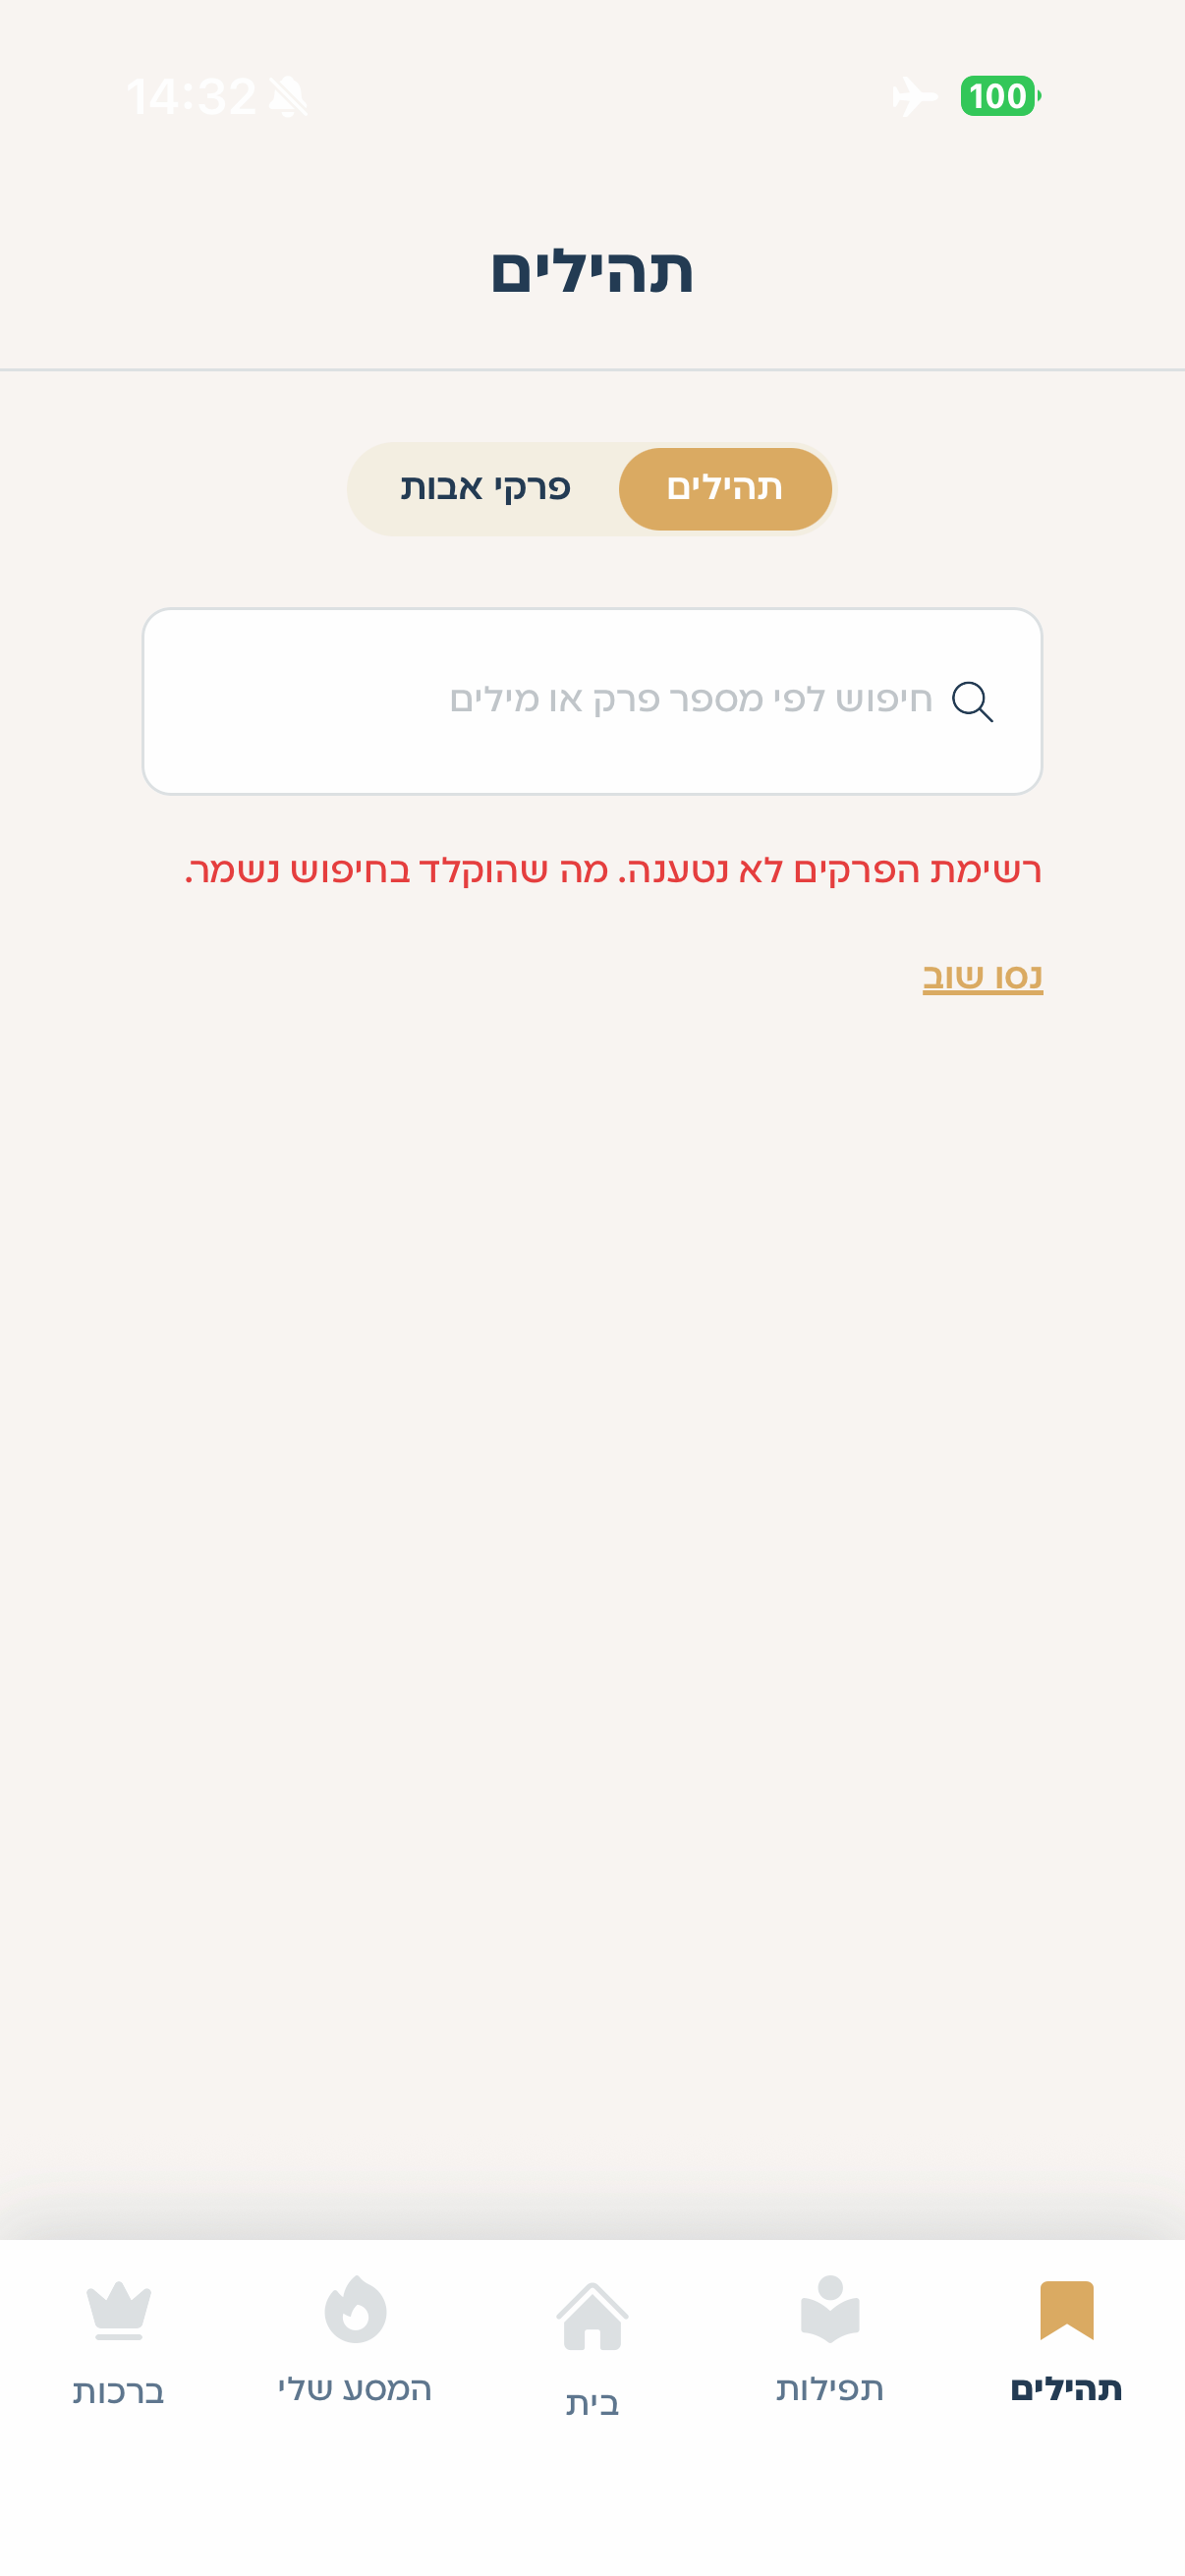 14:32
100
תהילים
תהילים
פרקי אבות
חיפוש לפי מספר פרק או מילים
רשימת הפרקים לא נטענה. מה שהוקלד בחיפוש נשמר.
נסו שוב
תהילים
תפילות
בית
המסע שלי
ברכות